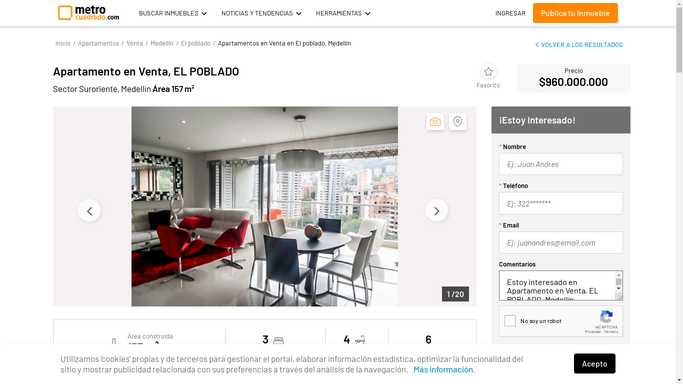 metro
cuadrado.com
BUSCAR INMUEBLES
NOTICIAS Y TENDENCIAS
HERRAMIENTAS
INGRESAR
Publica tu Inmueble
Inicio / Apartamentos / Venta / Medellín / El poblado / Apartamentos en Venta en El poblado, Medellín
VOLVER A LOS RESULTADOS
Apartamento en Venta, EL POBLADO
Sector Suroriente, Medellín Área 157 m²
Favorito
Precio
$960.000.000
¡Estoy Interesado!
* Nombre
Ej: Juan Andres
* Teléfono
Ej: 322*******
* Email
Ej: juanandres@email.com
Comentarios
Estoy interesado en
Apartamento en Venta, EL
POBLADO, Medellín
1 / 20
No soy un robot
reCAPTCHA
Privacidad - Términos
Área construida
3
4
6
Utilizamos 'cookies' propias y de terceros para gestionar el portal, elaborar información estadística, optimizar la funcionalidad del
sitio y mostrar publicidad relacionada con sus preferencias a través del análisis de la navegación. Más información.
Acepto